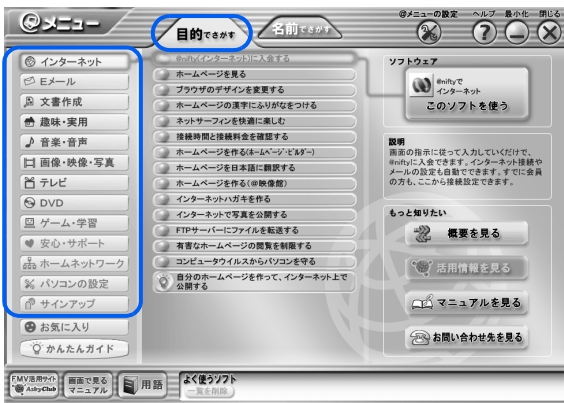 @メニュー
目的でさがす
名前でさがす
@メニューの設定 ヘルプ 最小化 閉じる
インターネット
Eメール
文書作成
趣味・実用
音楽・音声
画像・映像・写真
テレビ
DVD
ゲーム・学習
安心・サポート
ホームネットワーク
パソコンの設定
サインアップ
お気に入り
かんたんガイド
@nifty(インターネット)に入会する
ホームページを見る
ブラウザのデザインを変更する
ホームページの漢字にふりがなをつける
ネットサーフィンを快適に楽しむ
接続時間と接続料金を確認する
ホームページを作る(ホームページ・ビルダー)
ホームページを日本語に翻訳する
ホームページを作る(@映像館)
インターネットハガキを作る
インターネットで写真を公開する
FTPサーバーにファイルを転送する
有害なホームページの閲覧を制限する
コンピュータウイルスからパソコンを守る
自分のホームページを作って、インターネット上で
公開する
ソフトウェア
@niftyで
インターネット
このソフトを使う
説明
画面の指示に従って入力していくだけで、
@niftyに入会できます。インターネット接続や
メールの設定も自動でできます。すでに会員
の方も、ここから接続設定できます。
もっと知りたい
概要を見る
活用情報を見る
マニュアルを見る
お問い合わせ先を見る
FMV活用サイト
AzbyClub
画面で見る
マニュアル
用語
よく使うソフト
一覧を削除